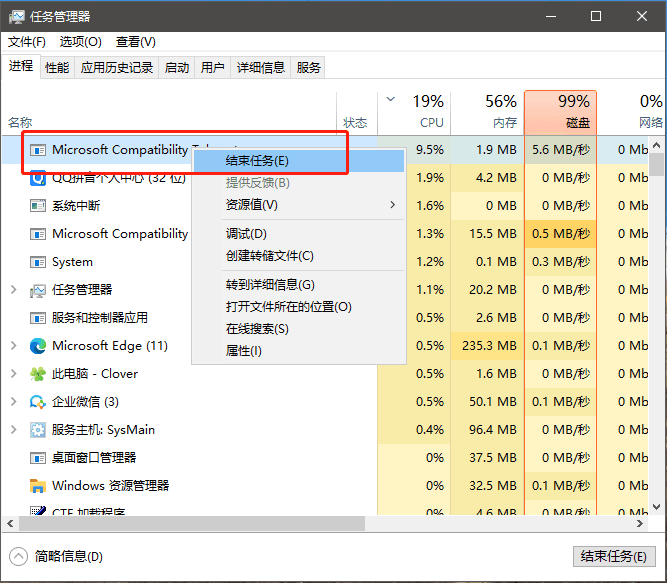 任务管理器
文件(F) 选项(O) 查看(V)
进程 性能 应用历史记录 启动 用户 详细信息 服务
19% 56% 99% 0%
名称 状态 CPU 内存 磁盘 网络
Microsoft Compatibility 9.5% 1.9 MB 5.6 MB/秒 0 Mb
QQ拼音个人中心 (32 位) 1.9% 4.2 MB 0 MB/秒 0 Mb
系统中断 1.6% 0 MB 0 MB/秒 0 Mb
Microsoft Compatibility 1.3% 15.5 MB 0.5 MB/秒 0 Mb
System 1.2% 0.1 MB 0.3 MB/秒 0 Mb
任务管理器 1.1% 20.2 MB 0 MB/秒 0 Mb
服务和控制器应用 0.5% 2.6 MB 0 MB/秒 0 Mb
Microsoft Edge (11) 0.5% 235.3 MB 0.1 MB/秒 0 Mb
此电脑 - Clover 0.5% 1.6 MB 0 MB/秒 0 Mb
企业微信 (3) 0.5% 50.1 MB 0.1 MB/秒 0 Mb
服务主机: SysMain 0.4% 96.4 MB 0 MB/秒 0 Mb
桌面窗口管理器 0% 37.5 MB 0 MB/秒 0 Mb
Windows 资源管理器 0% 32.5 MB 0.1 MB/秒 0 Mb
CTF 加载程序 0% 4.6 MB 0 MB/秒 0 Mb
结束任务(E)
提供反馈(B)
资源值(V)
调试(D)
创建转储文件(C)
转到详细信息(G)
打开文件所在的位置(O)
在线搜索(S)
属性(I)
简略信息(D) 结束任务(E)